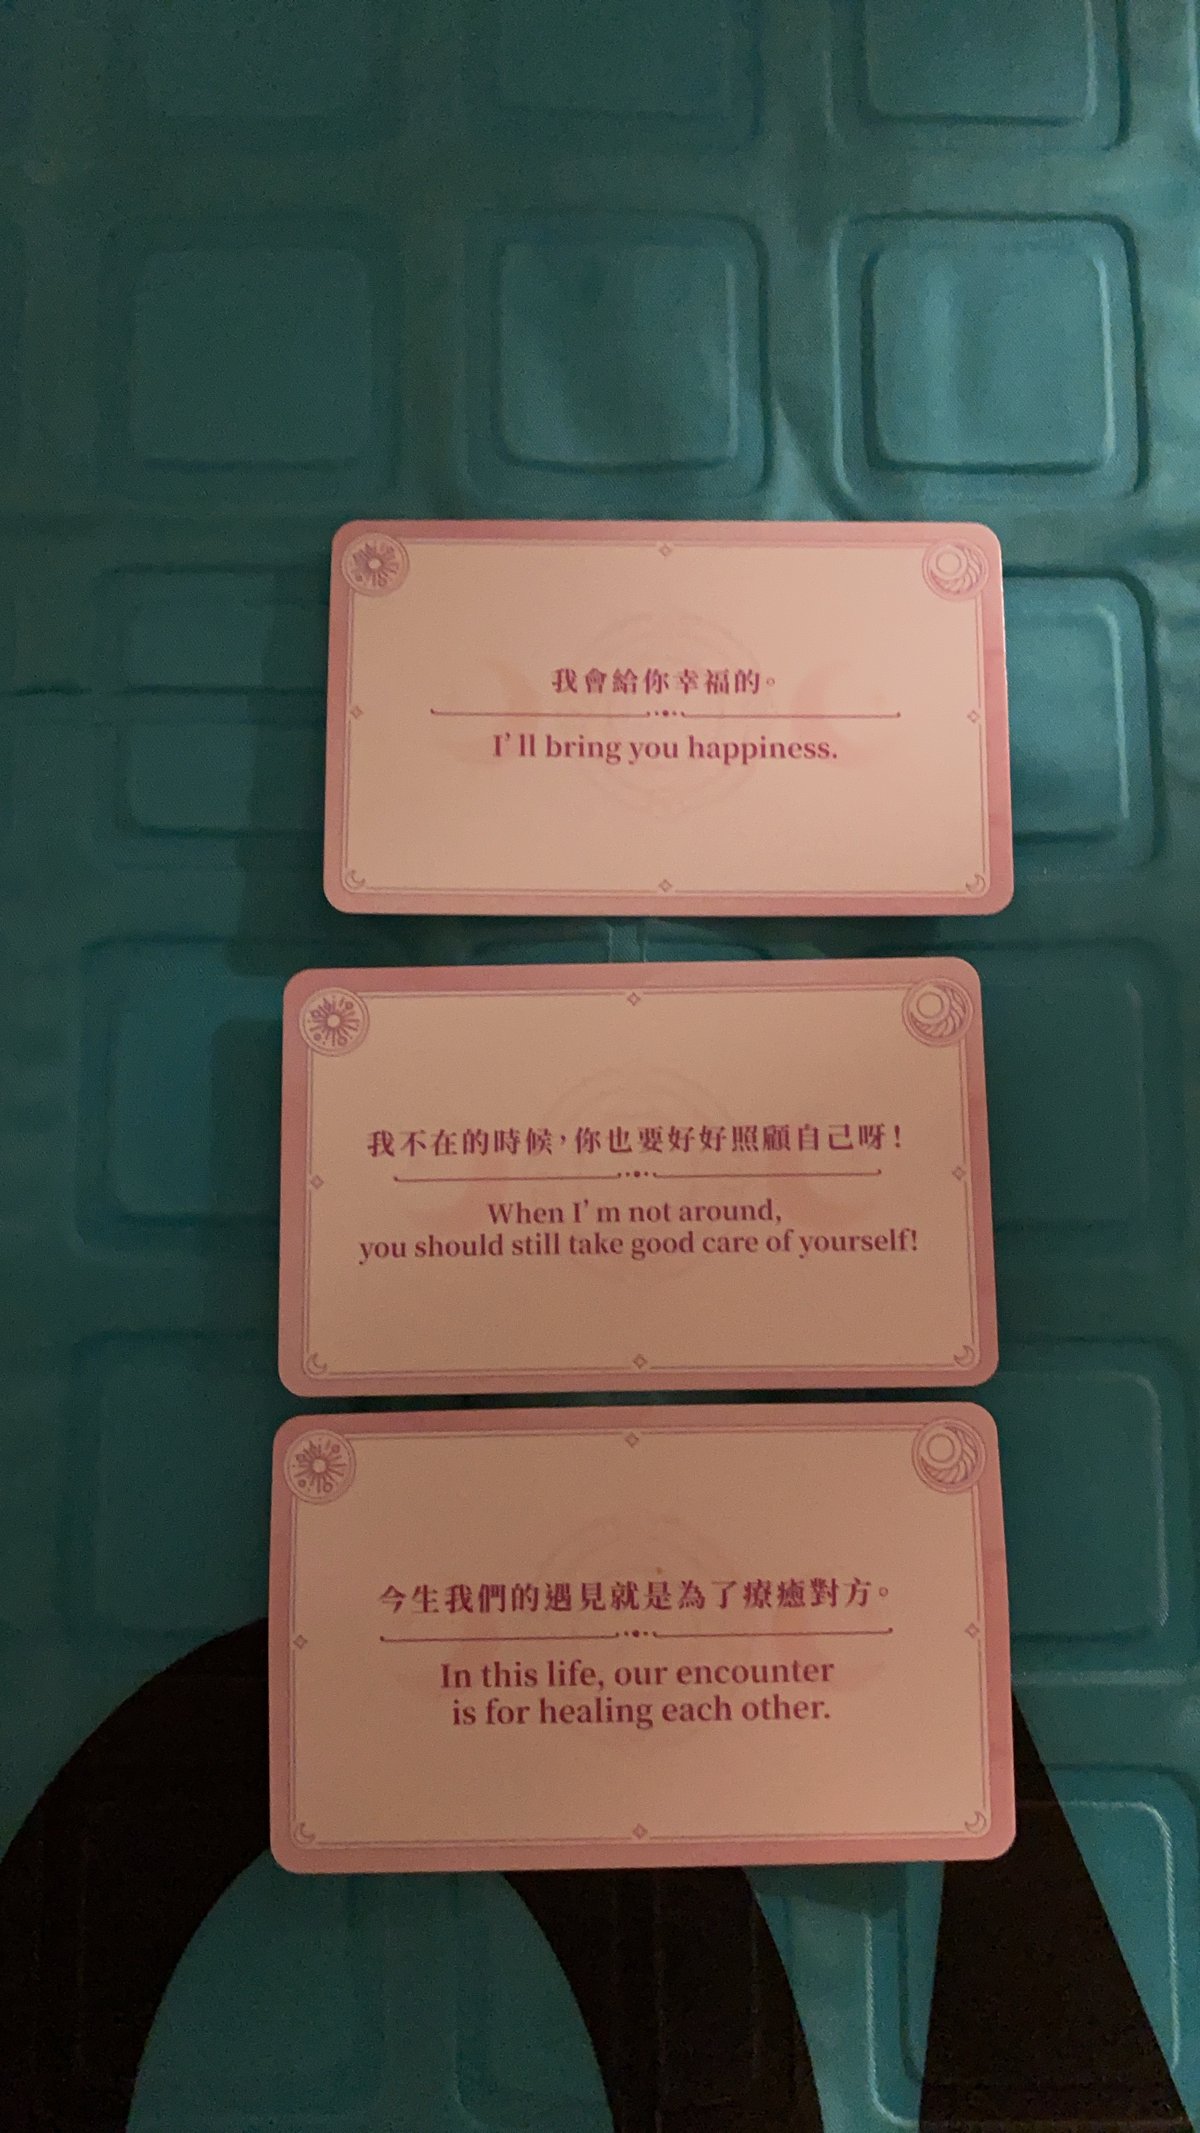 我會給你幸福的。
I'll bring you happiness.
我不在的時候，你也要好好照顧自己呀！
When I'm not around,
you should still take good care of yourself!
今生我們的遇見就是為了療癒對方。
In this life, our encounter
is for healing each other.